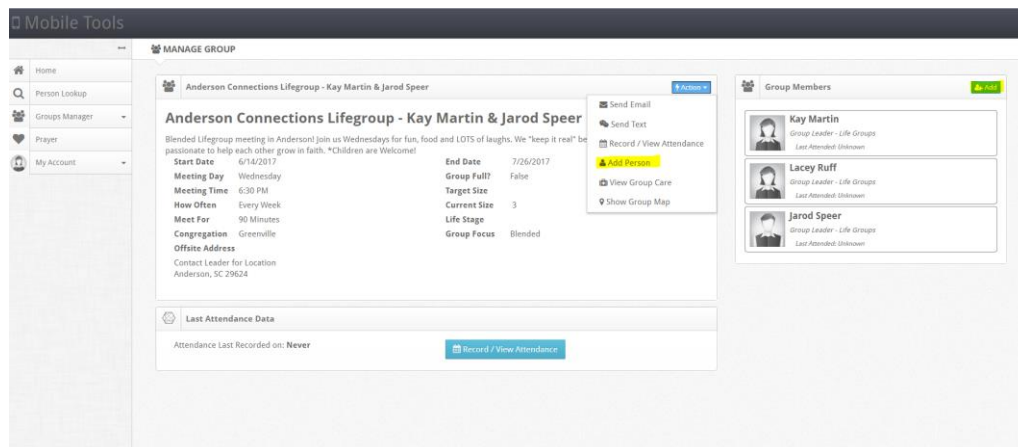 Mobile Tools
MANAGE GROUP
Home
Person Lookup
Groups Manager
Prayer
My Account
Anderson Connections Lifegroup - Kay Martin & Jarod Speer
Action
Anderson Connections Lifegroup - Kay Martin & Jarod Speer
Blended Lifegroup meeting in Anderson! Join us Wednesdays for fun, food and LOTS of laughs. We "keep it real" be
passionate to help each other grow in faith. *Children are Welcome!
Start Date 6/14/2017 End Date 7/26/2017
Meeting Day Wednesday Group Full? False
Meeting Time 6:30 PM Target Size
How Often Every Week Current Size 3
Meet For 90 Minutes Life Stage
Congregation Greenville Group Focus Blended
Offsite Address
Contact Leader for Location
Anderson, SC 29624
Send Email
Send Text
Record / View Attendance
Add Person
View Group Care
Show Group Map
Last Attendance Data
Attendance Last Recorded on: Never
Record / View Attendance
Group Members
Add
Kay Martin
Group Leader - Life Groups
Last Attended: Unknown
Lacey Ruff
Group Leader - Life Groups
Last Attended: Unknown
Jarod Speer
Group Leader - Life Groups
Last Attended: Unknown